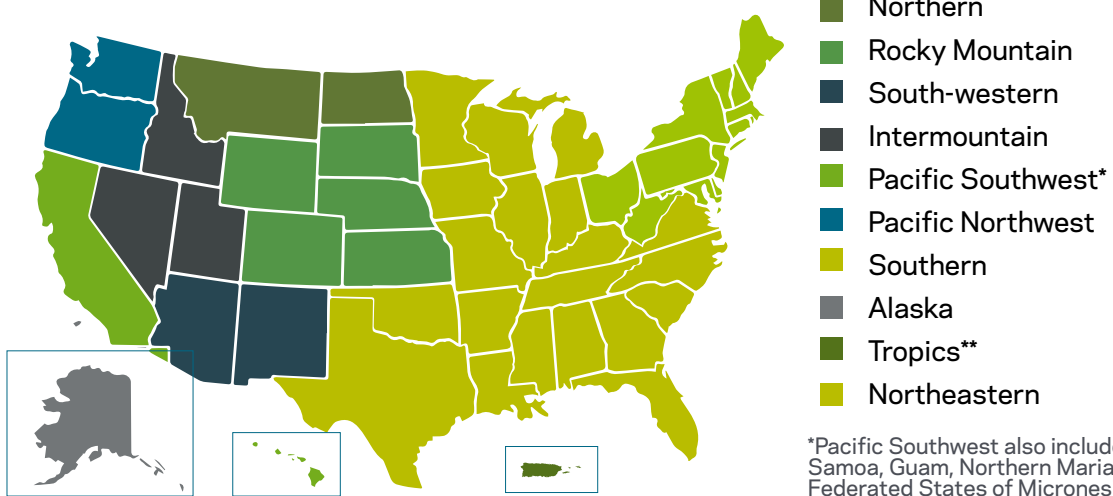 Northern
Rocky Mountain
South-western
Intermountain
Pacific Southwest*
Pacific Northwest
Southern
Alaska
Tropics**
Northeastern
*Pacific Southwest also include
Samoa, Guam, Northern Maria
Federated States of Microne